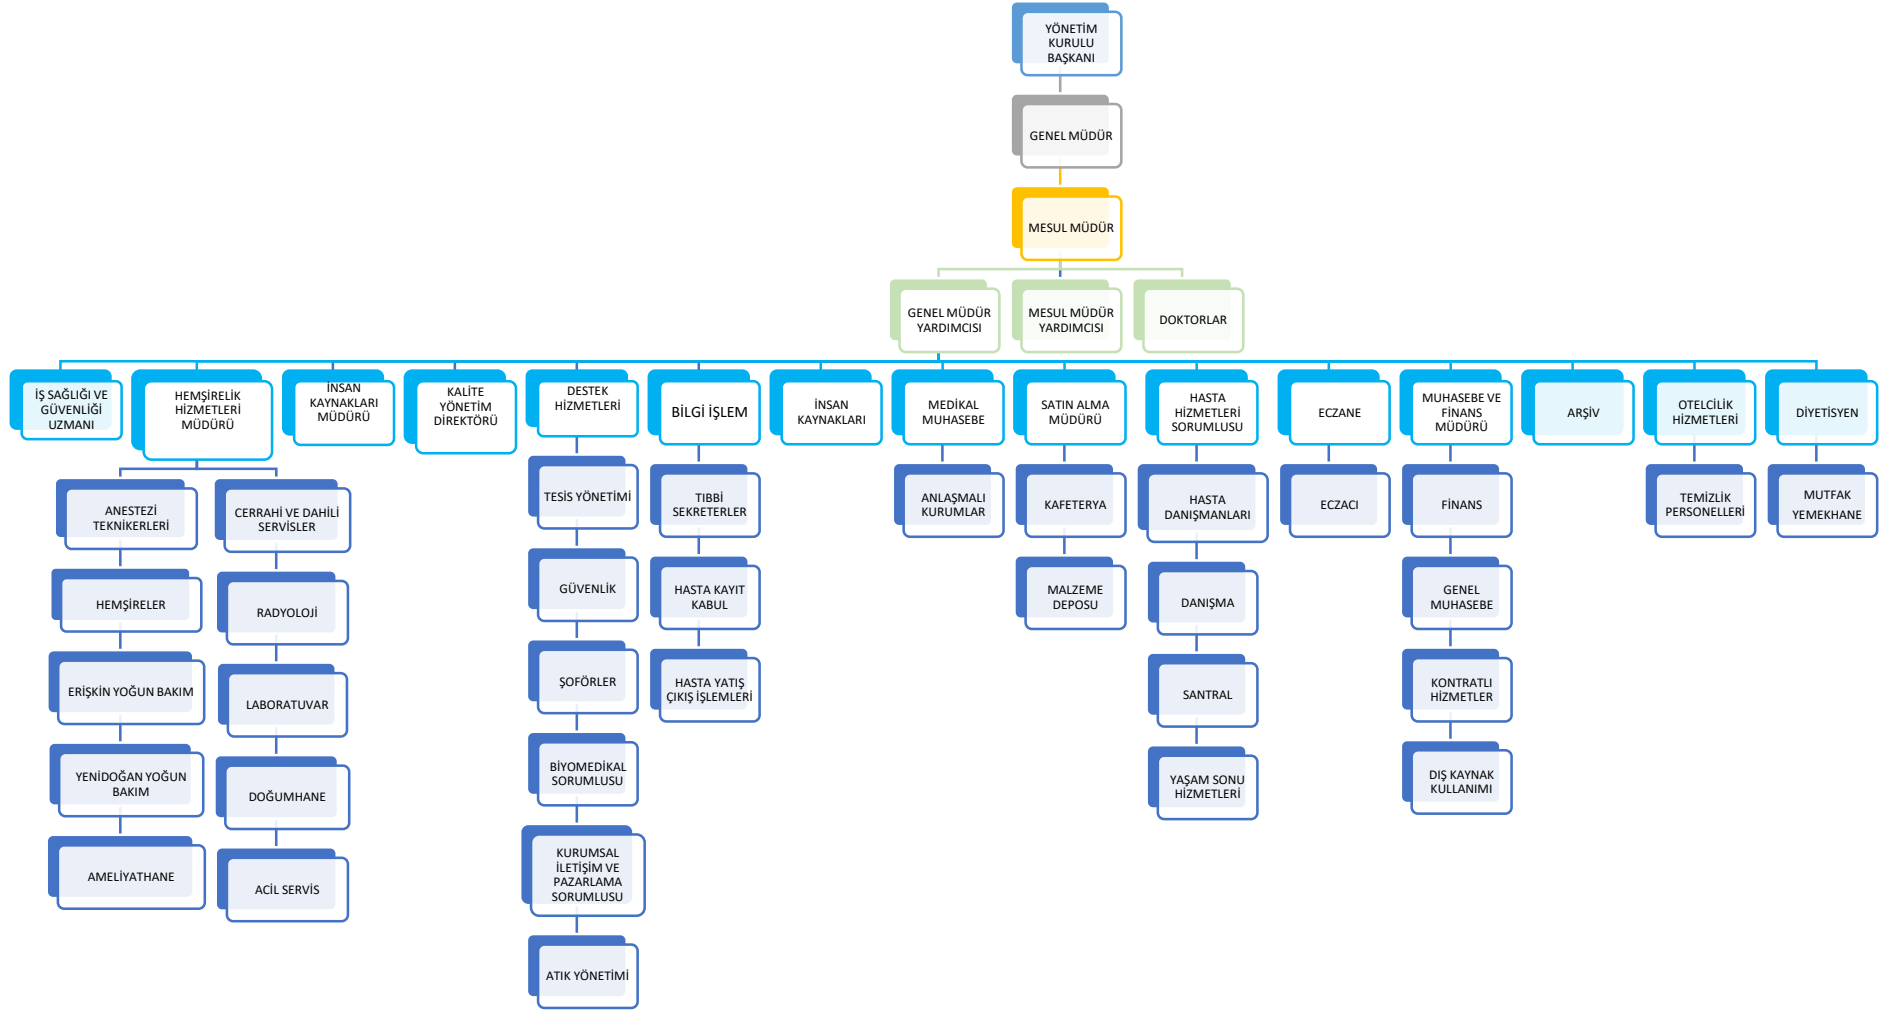 YÖNETİM
KURULU
BAŞKANI
GENEL MÜDÜR
MESUL MÜDÜR
GENEL MÜDÜR
YARDIMCISI
MESUL MÜDÜR
YARDIMCISI
DOKTORLAR
İŞ SAĞLIĞI VE
GÜVENLİĞİ
UZMANI
HEMŞİRELİK
HİZMETLERİ
MÜDÜRÜ
İNSAN
KAYNAKLARI
MÜDÜRÜ
KALİTE
YÖNETİM
DİREKTÖRÜ
DESTEK
HİZMETLERİ
BİLGİ İŞLEM
İNSAN
KAYNAKLARI
MEDİKAL
MUHASEBE
SATIN ALMA
MÜDÜRÜ
HASTA
HİZMETLERİ
SORUMLUSU
ECZANE
MUHASEBE VE
FİNANS
MÜDÜRÜ
ARŞİV
OTELCİLİK
HİZMETLERİ
DİYETİSYEN
ANESTEZİ
TEKNİKERLERİ
HEMŞİRELER
ERİŞKİN YOĞUN BAKIM
YENİDOĞAN YOĞUN
BAKIM
AMELİYATHANE
CERRAHİ VE DAHİLİ
SERVİSLER
RADYOLOJİ
LABORATUVAR
DOĞUMHANE
ACİL SERVİS
TESİS YÖNETİMİ
GÜVENLİK
ŞOFÖRLER
BİYOMEDİKAL
SORUMLUSU
KURUMSAL
İLETİŞİM VE
PAZARLAMA
SORUMLUSU
ATIK YÖNETİMİ
TIBBİ
SEKRETERLER
HASTA KAYIT
KABUL
HASTA YATIŞ
ÇIKIŞ İŞLEMLERİ
ANLAŞMALI
KURUMLAR
KAFETERYA
MALZEME
DEPOSU
HASTA
DANIŞMANLARI
DANIŞMA
SANTRAL
YAŞAM SONU
HİZMETLERİ
ECZACI
FİNANS
GENEL
MUHASEBE
KONTRATLI
HİZMETLER
DIŞ KAYNAK
KULLANIMI
TEMİZLİK
PERSONELLERİ
MUTFAK
YEMEKHANE